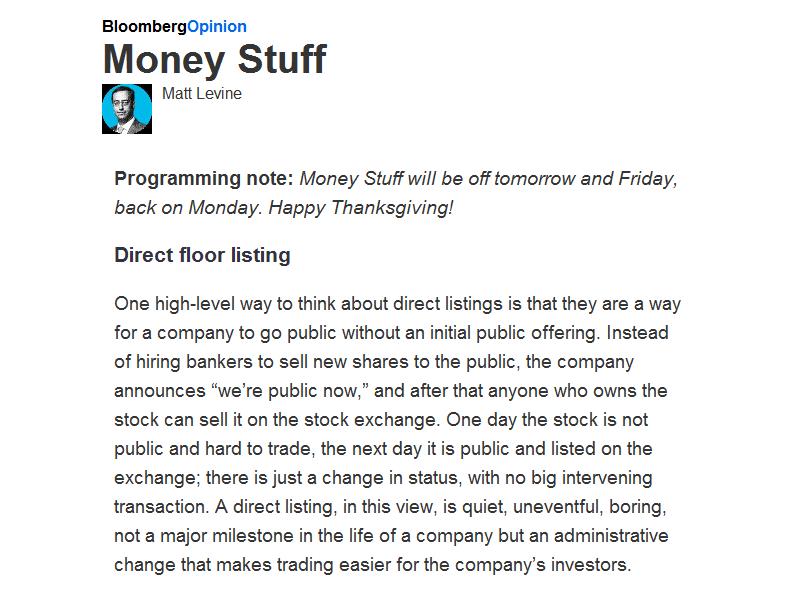 BloombergOpinion
Money Stuff
Matt Levine
Programming note: Money Stuff will be off tomorrow and Friday,
back on Monday. Happy Thanksgiving!
Direct floor listing
One high-level way to think about direct listings is that they are a way
for a company to go public without an initial public offering. Instead
of hiring bankers to sell new shares to the public, the company
announces “we’re public now,” and after that anyone who owns the
stock can sell it on the stock exchange. One day the stock is not
public and hard to trade, the next day it is public and listed on the
exchange; there is just a change in status, with no big intervening
transaction. A direct listing, in this view, is quiet, uneventful, boring,
not a major milestone in the life of a company but an administrative
change that makes trading easier for the company’s investors.